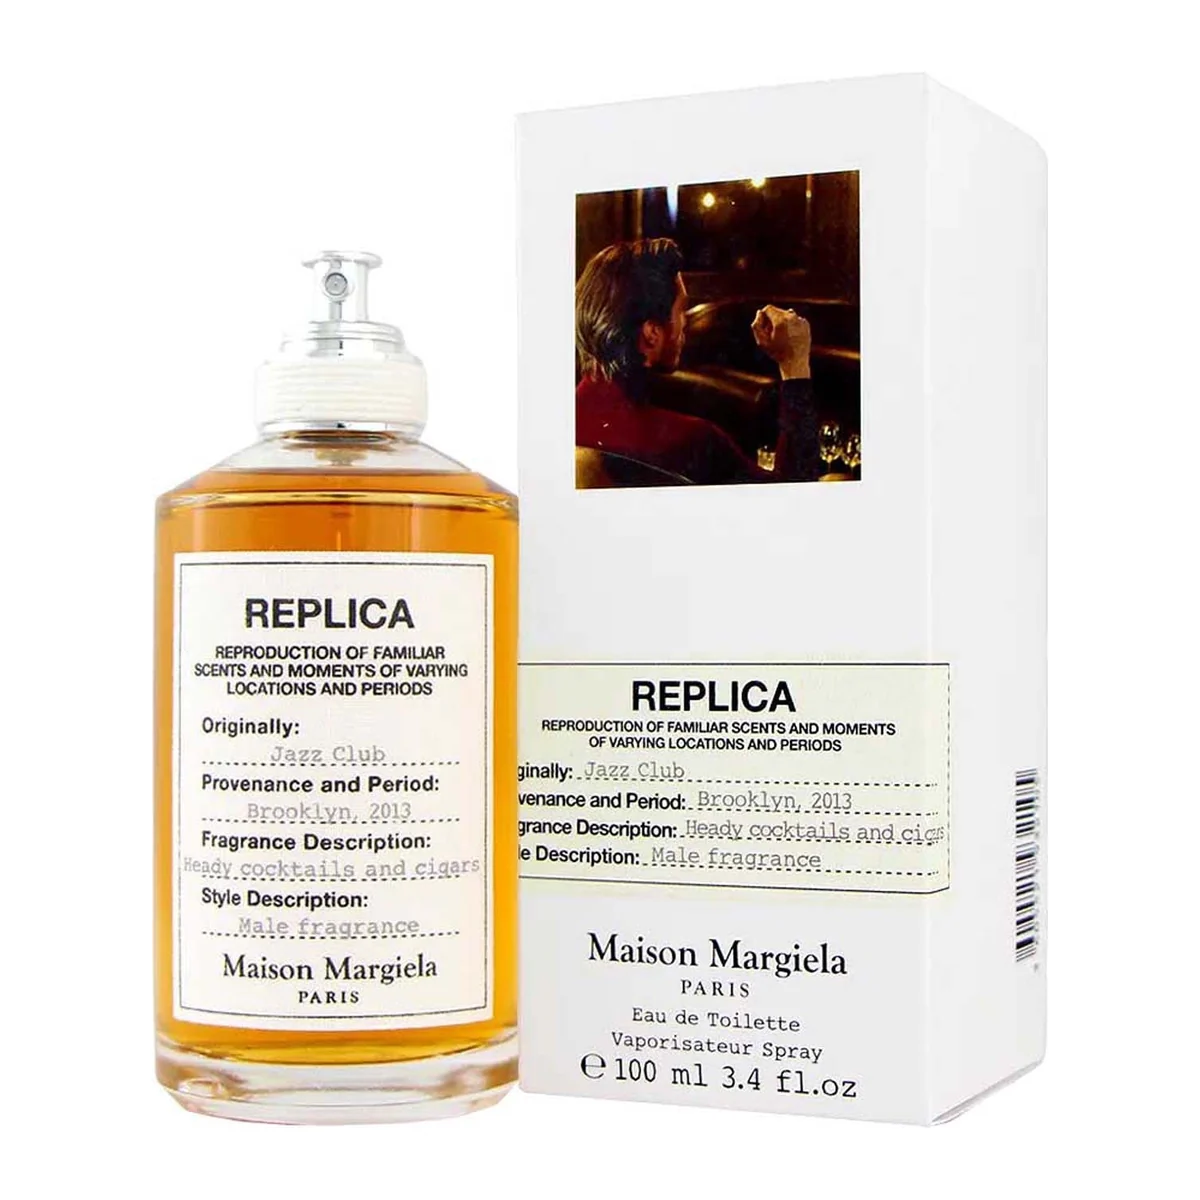 REPLICA
REPRODUCTION OF FAMILIAR
SCENTS AND MOMENTS OF VARYING
LOCATIONS AND PERIODS
Originally:
Jazz Club
Provenance and Period:
Brooklyn, 2013
Fragrance Description:
Heady cocktails and cigars
Style Description:
Male fragrance
Maison Margiela
PARIS
REPLICA
REPRODUCTION OF FAMILIAR SCENTS AND MOMENTS
OF VARYING LOCATIONS AND PERIODS
ginally: Jazz Club
venance and Period: Brooklyn, 2013
grance Description: Heady cocktails and cigars
le Description: Male fragrance
Maison Margiela
PARIS
Eau de Toilette
Vaporisateur Spray
℮ 100 ml 3.4 fl.oz